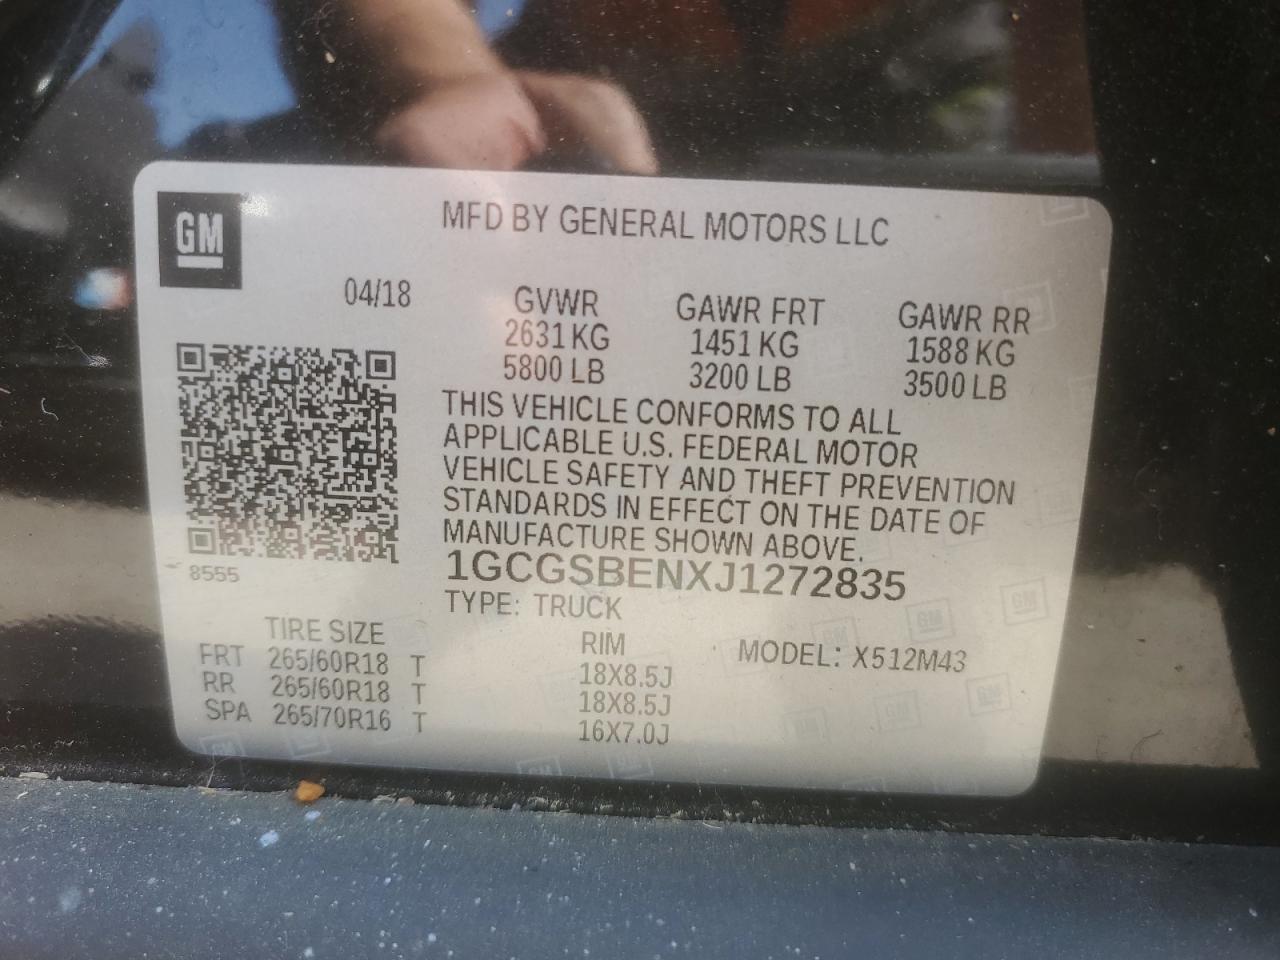 GM
MFD BY GENERAL MOTORS LLC
04/18
GVWR GAWR FRT GAWR RR
2631 KG 1451 KG 1588 KG
5800 LB 3200 LB 3500 LB
THIS VEHICLE CONFORMS TO ALL
APPLICABLE U.S. FEDERAL MOTOR
VEHICLE SAFETY AND THEFT PREVENTION
STANDARDS IN EFFECT ON THE DATE OF
MANUFACTURE SHOWN ABOVE.
8555
1GCGSBENXJ1272835
TYPE: TRUCK
TIRE SIZE RIM MODEL: X512M43
FRT 265/60R18 T 18X8.5J
RR 265/60R18 T 18X8.5J
SPA 265/70R16 T 16X7.0J